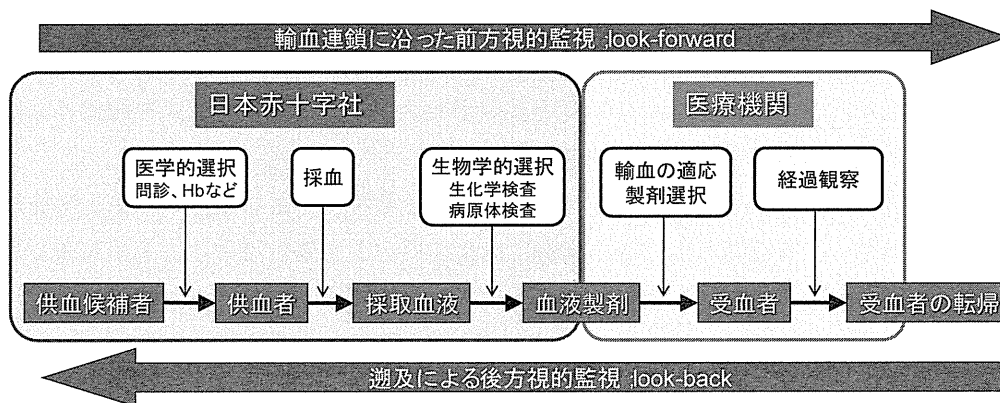 輸血連鎖に沿った前方視的監視 ;look-forward
日本赤十字社
医療機関
医学的選択
問診、Hbなど
採血
生物学的選択
生化学検査
病原体検査
輸血の適応
製剤選択
経過観察
供血候補者
供血者
採取血液
血液製剤
受血者
受血者の転帰
遡及による後方視的監視 ;look-back